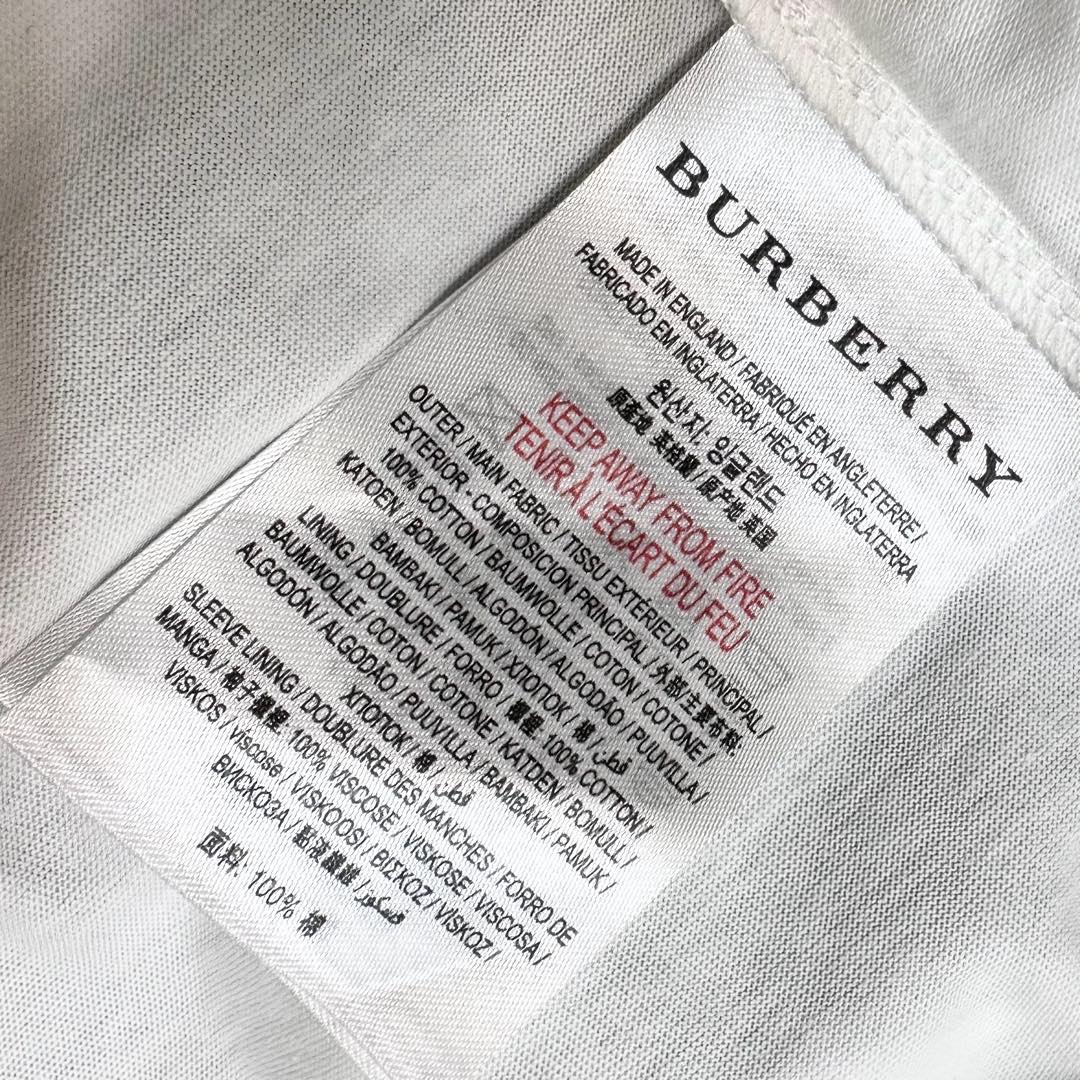 BURBERRY
MADE IN ENGLAND / FABRIQUÉ EN ANGLETERRE /
FABRICADO EM INGLATERRA / HECHO EN INGLATERRA
원산지: 잉글랜드
原產地 英格蘭 / 原产地 英国
KEEP AWAY FROM FIRE
TENIR À L'ÉCART DU FEU
OUTER / MAIN FABRIC / TISSU EXTÉRIEUR / PRINCIPAL /
EXTERIOR - COMPOSICION PRINCIPAL / 外部/主要布料:
100% COTTON / BAUMWOLLE / COTON / COTONE /
KATOEN / BOMULL / ALGODÓN / ALGODÃO / PUUVILLA /
BAMBAKI / PAMUK / ХΠΟΠΟΚ / 棉 / قطن
LINING / DOUBLURE / FORRO / 襯裡: 100% COTTON /
BAUMWOLLE / COTON / COTONE / KATDEN / BOMULL /
ALGODÓN / ALGODÃO / PUUVILLA / BAMBAKI / PAMUK /
ХΠΟΠΟΚ / 棉 / قطن
SLEEVE LINING / DOUBLURE DES MANCHES / FORRO DE
MANGA / 袖子襯裡: 100% VISCOSE / VISKOSE / VISCOSA /
VISKOS / viscose / VISKOOSI / ΒΙΣΚΟΖ / VİSKOZ /
ВИСКОЗА / 黏液纖維 / فسكور
面料: 100% 棉